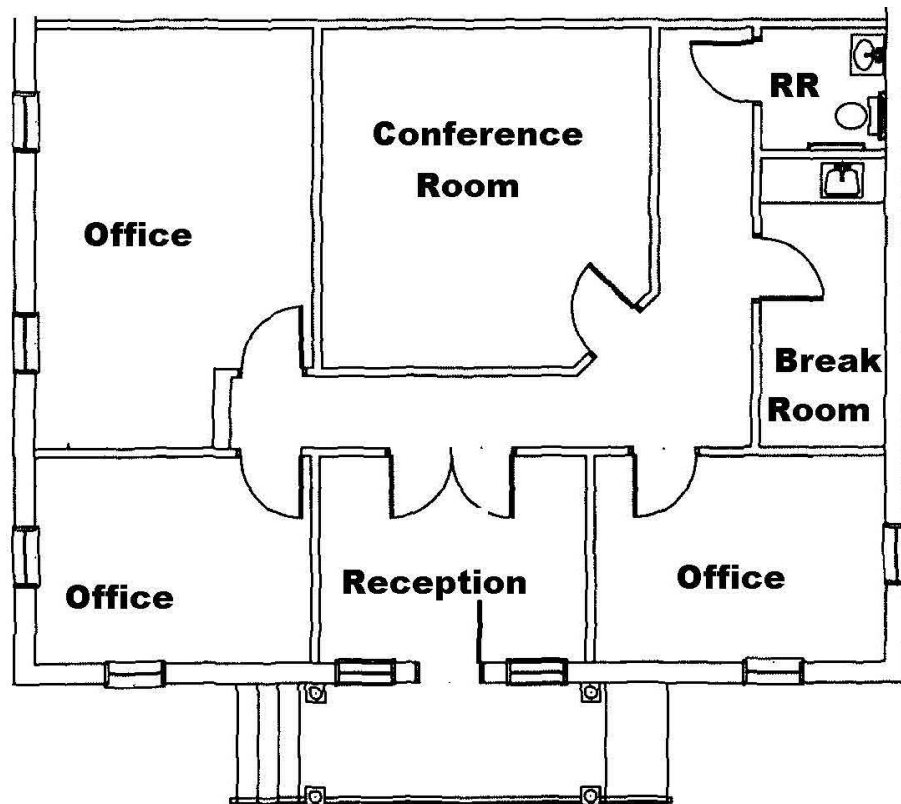 RR
Conference
Room
Office
Break
Room
Office
Reception
Office